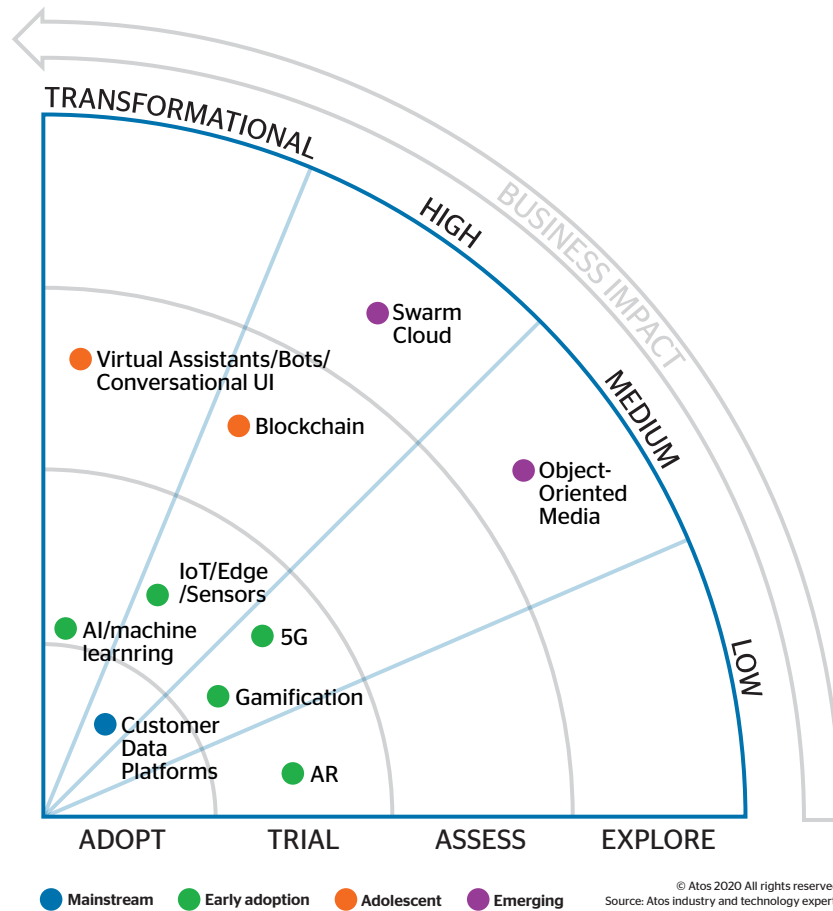 TRANSFORMATIONAL
HIGH
BUSINESS IMPACT
MEDIUM
LOW
Swarm
Cloud
Virtual Assistants/Bots/
Conversational UI
Blockchain
Object-
Oriented
Media
IoT/Edge
/Sensors
AI/machine
learnring
5G
Gamification
Customer
Data
Platforms
AR
ADOPT
TRIAL
ASSESS
EXPLORE
Mainstream
Early adoption
Adolescent
Emerging
© Atos 2020 All rights reserve
Source: Atos industry and technology expert